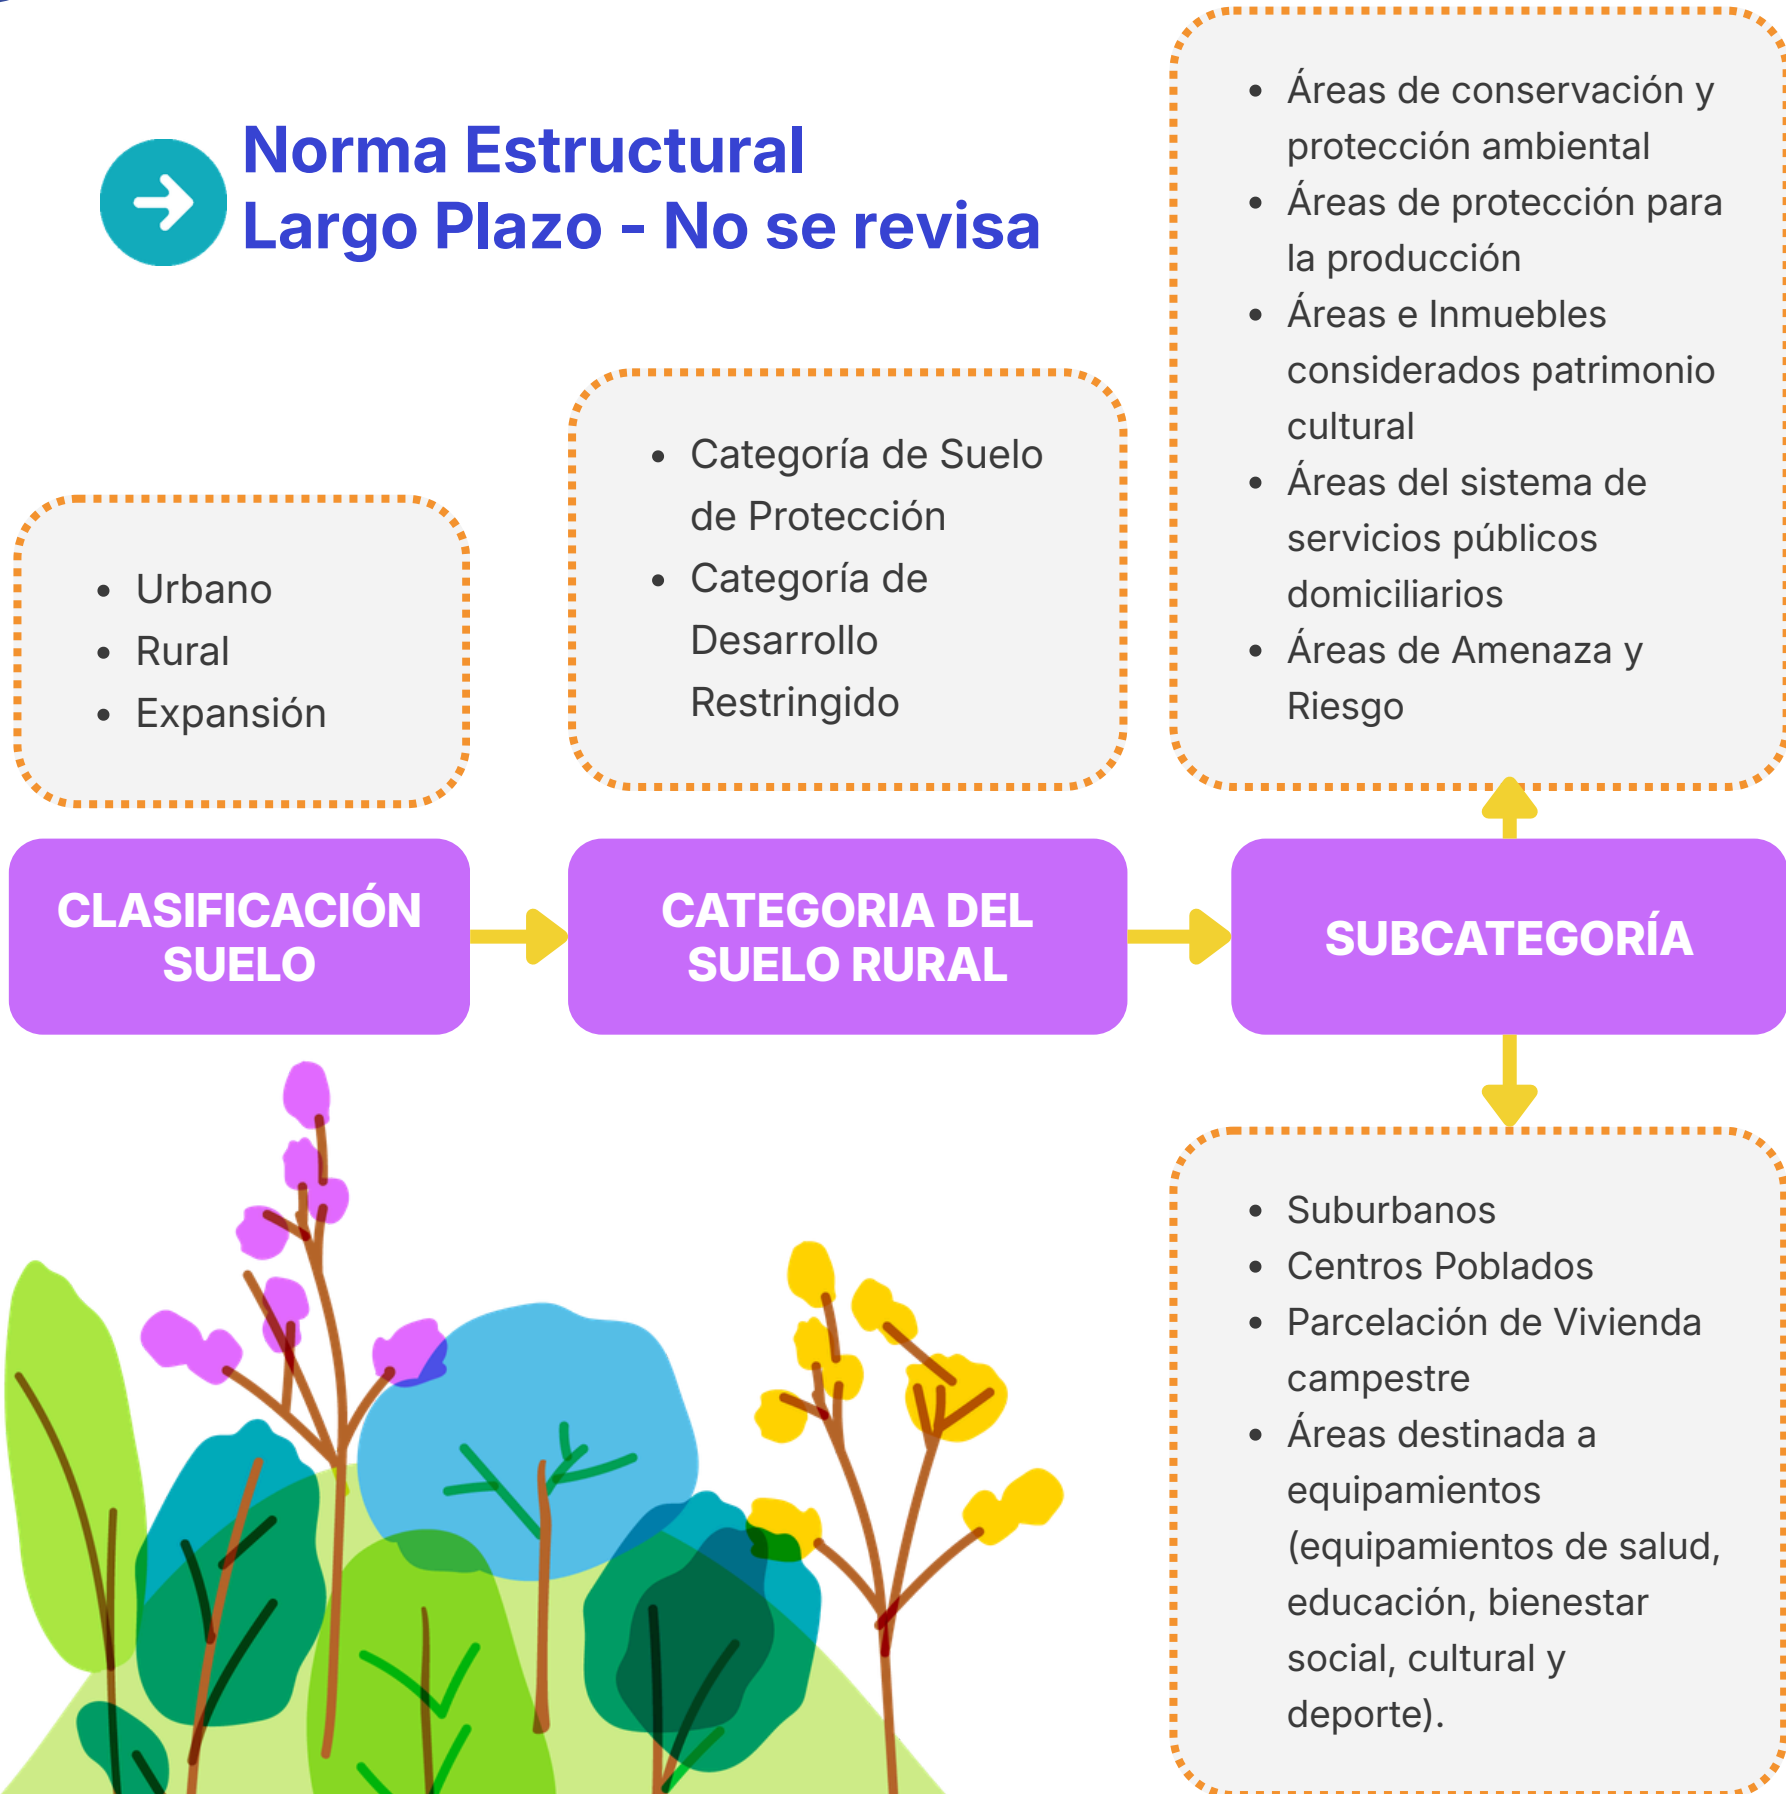 Norma Estructural
Largo Plazo - No se revisa
• Urbano
• Rural
• Expansión
• Categoría de Suelo
de Protección
• Categoría de
Desarrollo
Restringido
• Áreas de conservación y
protección ambiental
• Áreas de protección para
la producción
• Áreas e Inmuebles
considerados patrimonio
cultural
• Áreas del sistema de
servicios públicos
domiciliarios
• Áreas de Amenaza y
Riesgo
CLASIFICACIÓN
SUELO
CATEGORIA DEL
SUELO RURAL
SUBCATEGORÍA
• Suburbanos
• Centros Poblados
• Parcelación de Vivienda
campestre
• Áreas destinada a
equipamientos
(equipamientos de salud,
educación, bienestar
social, cultural y
deporte).